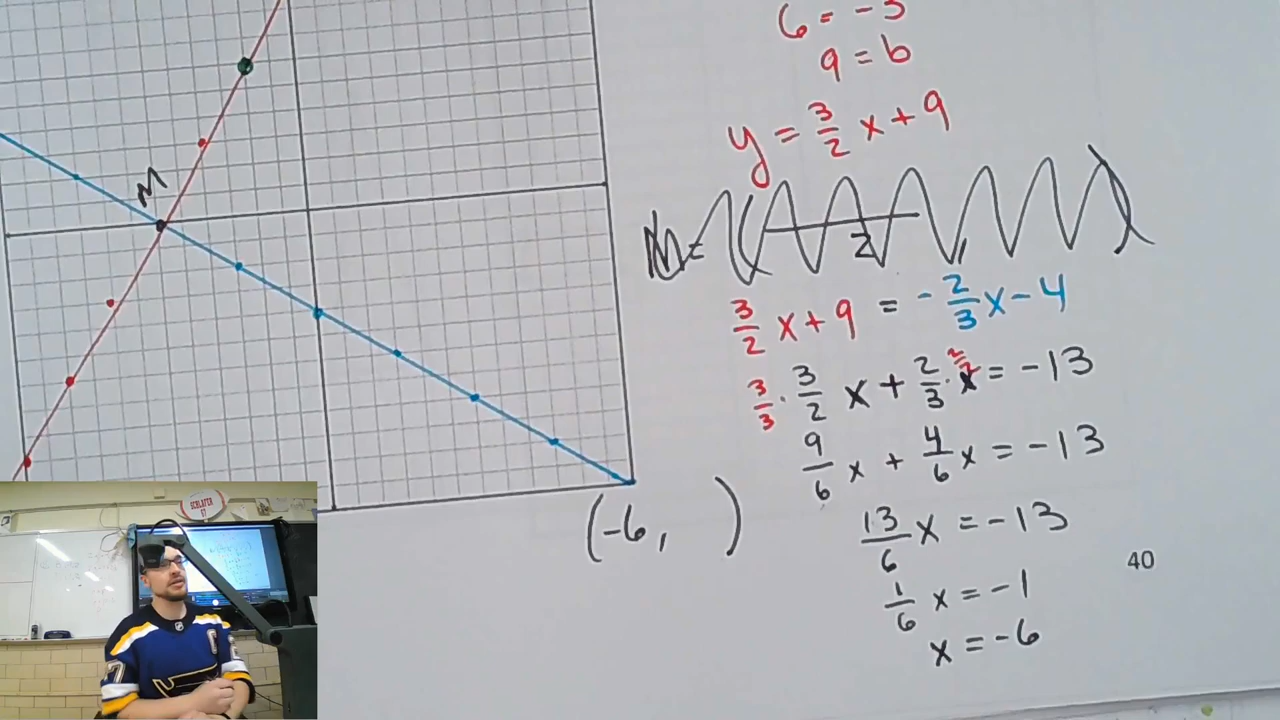 6 = -3
9 = b
y = 3/2 x + 9
M
M = ( 2 , )
3/2 x + 9 = -2/3 x - 4
3/3 · 3/2 x + 2/3 · 2/2 x = -13
9/6 x + 4/6 x = -13
(-6, )
13/6 x = -13
1/6 x = -1
x = -6
40